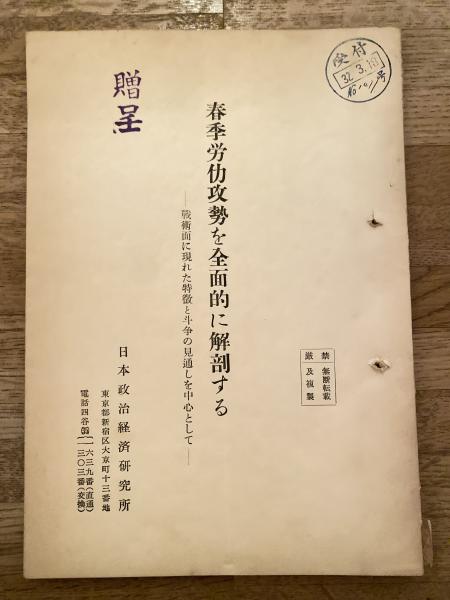 受付
32.3.
号
禁 無断転載
厳 及複製
春季労仂攻勢を全面的に解剖する
――戦術面に現れた特徴と斗争の見通しを中心として――
日本政治経済研究所
東京都新宿区大京町十三番地
電話四谷
六三九番(直通)
三〇三番(交換)
贈呈